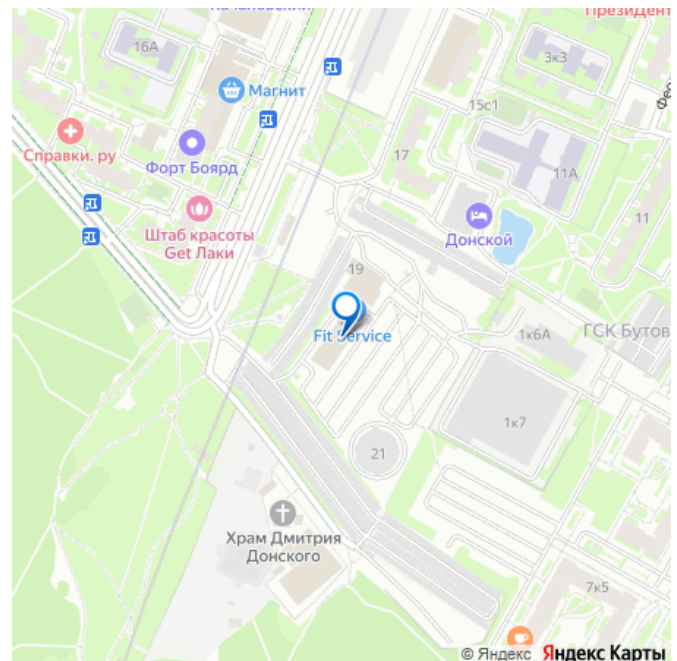 Президент
16А
3к3
Магнит
15с1
Справки. ру
Форт Боярд
17
11А
11
Донской
Штаб красоты
Get Лаки
19
Fit Service
1к6А
ГСК Бутов
1к7
21
Храм Дмитрия
Донского
7к5
© Яндекс Яндекс Карты